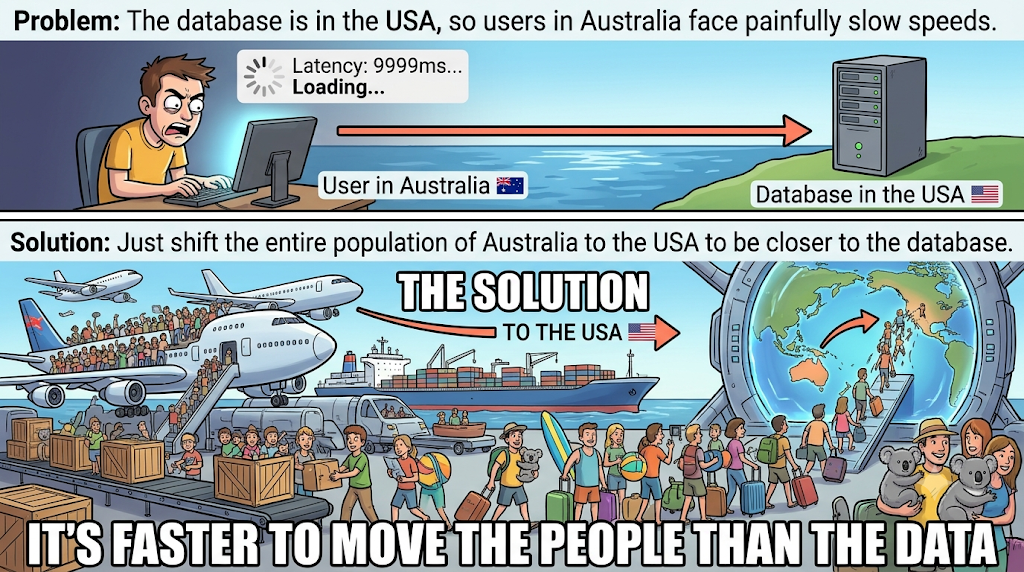 Problem: The database is in the USA, so users in Australia face painfully slow speeds.
Latency: 9999ms...
Loading...
User in Australia
Database in the USA
Solution: Just shift the entire population of Australia to the USA to be closer to the database.
THE SOLUTION
TO THE USA
IT'S FASTER TO MOVE THE PEOPLE THAN THE DATA